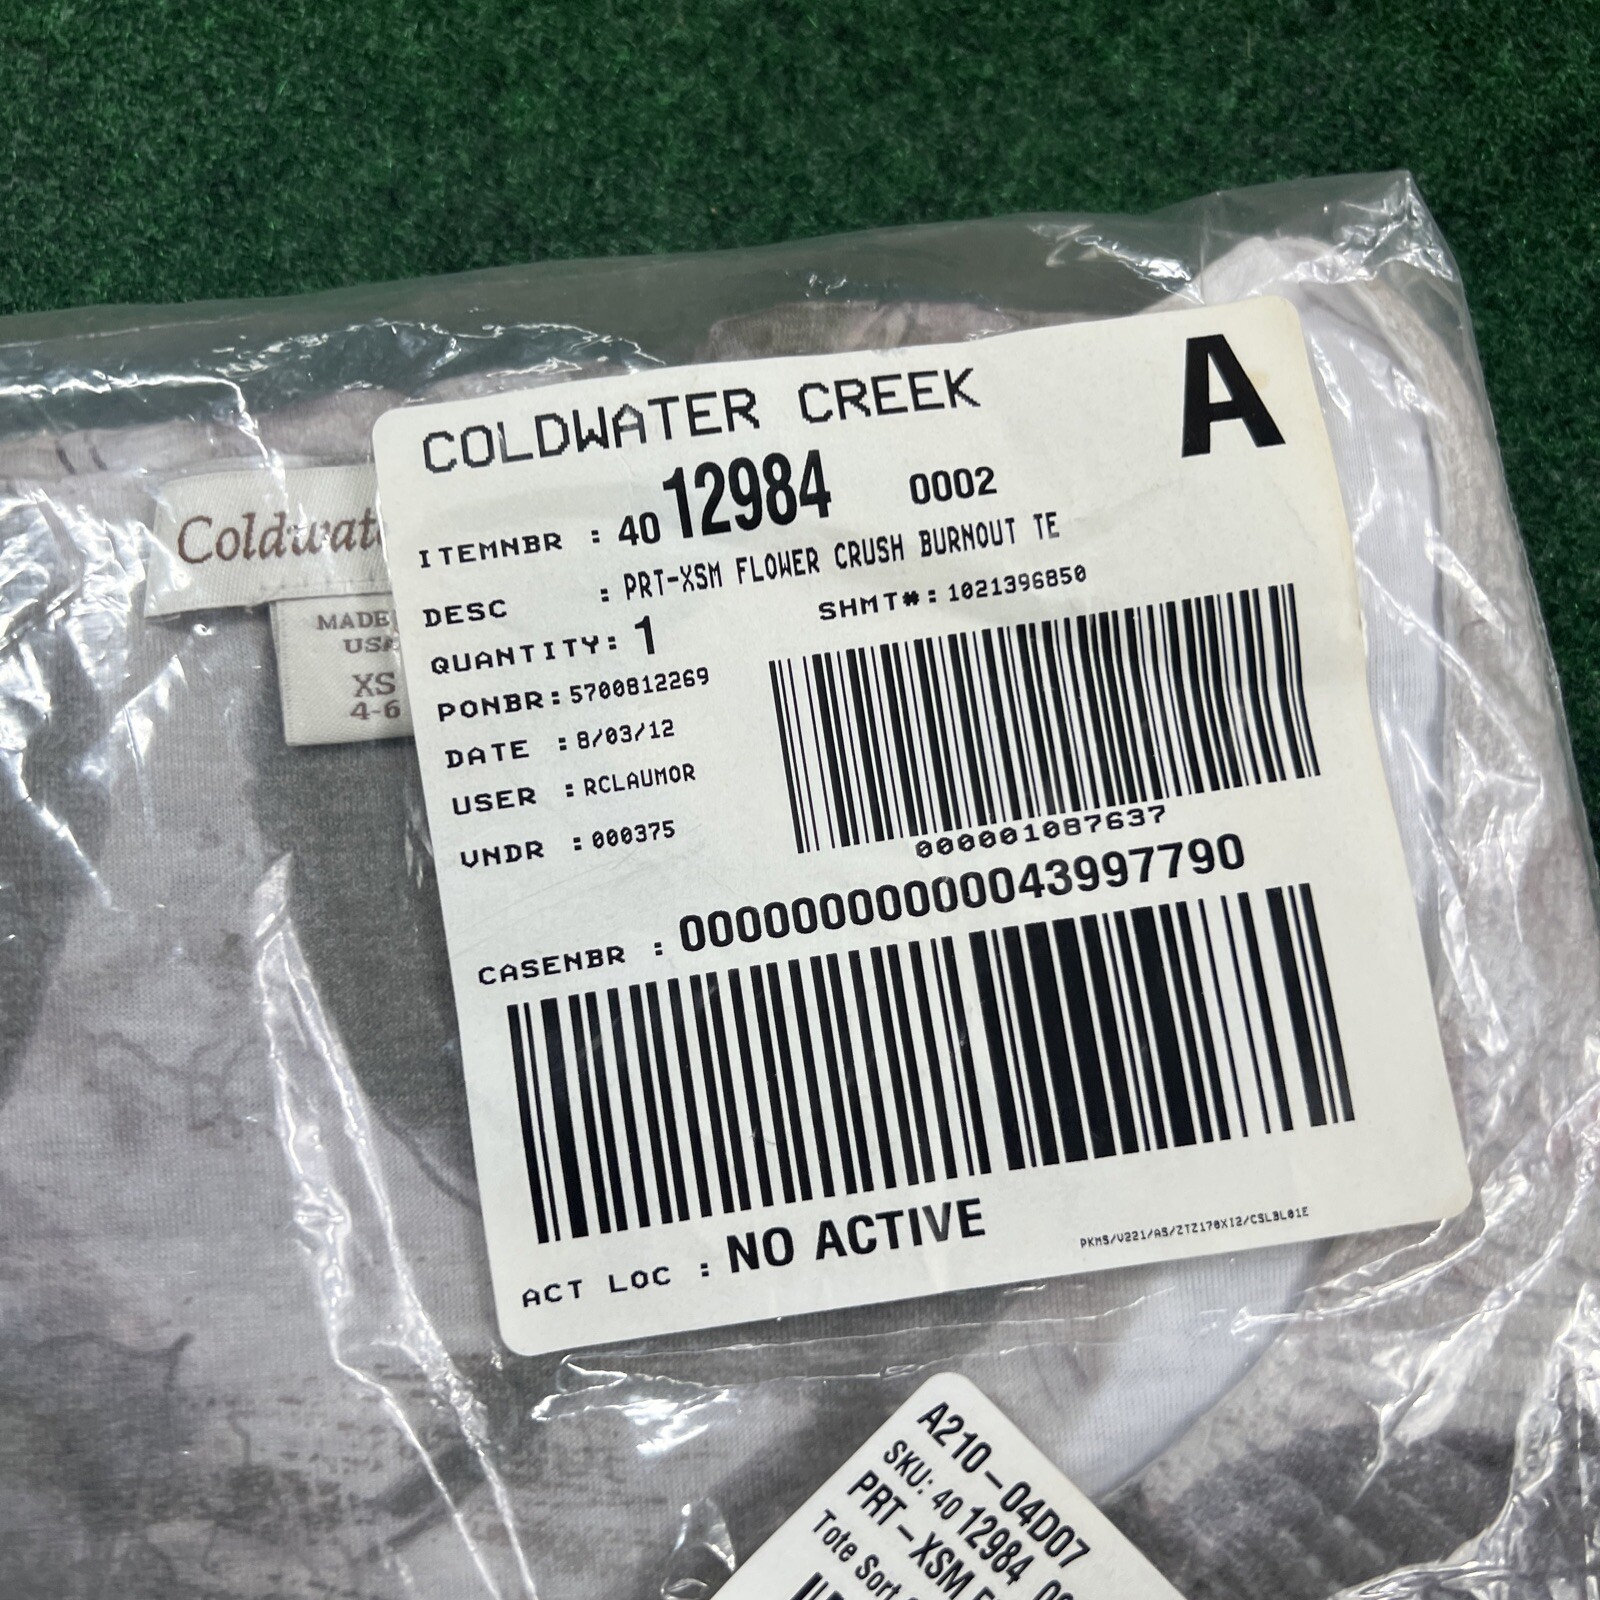 COLDWATER CREEK
A
ITEMNBR : 40 12984 0002
DESC : PRT-XSM FLOWER CRUSH BURNOUT TE
QUANTITY: 1
SHMT#: 1021396850
PONBR: 5700812269
DATE : 8/03/12
USER : RCLAUMOR
VNDR : 000375
000001087637
CASENBR : 00000000000043997790
ACT LOC : NO ACTIVE
PKMS/V221/AS/ZTZ170XI2/CSLBL01E
Coldwat
MADE
USA
XS
4-6
A210-04D07
SKU: 40 12984
PRT-XSM
Tote Sort